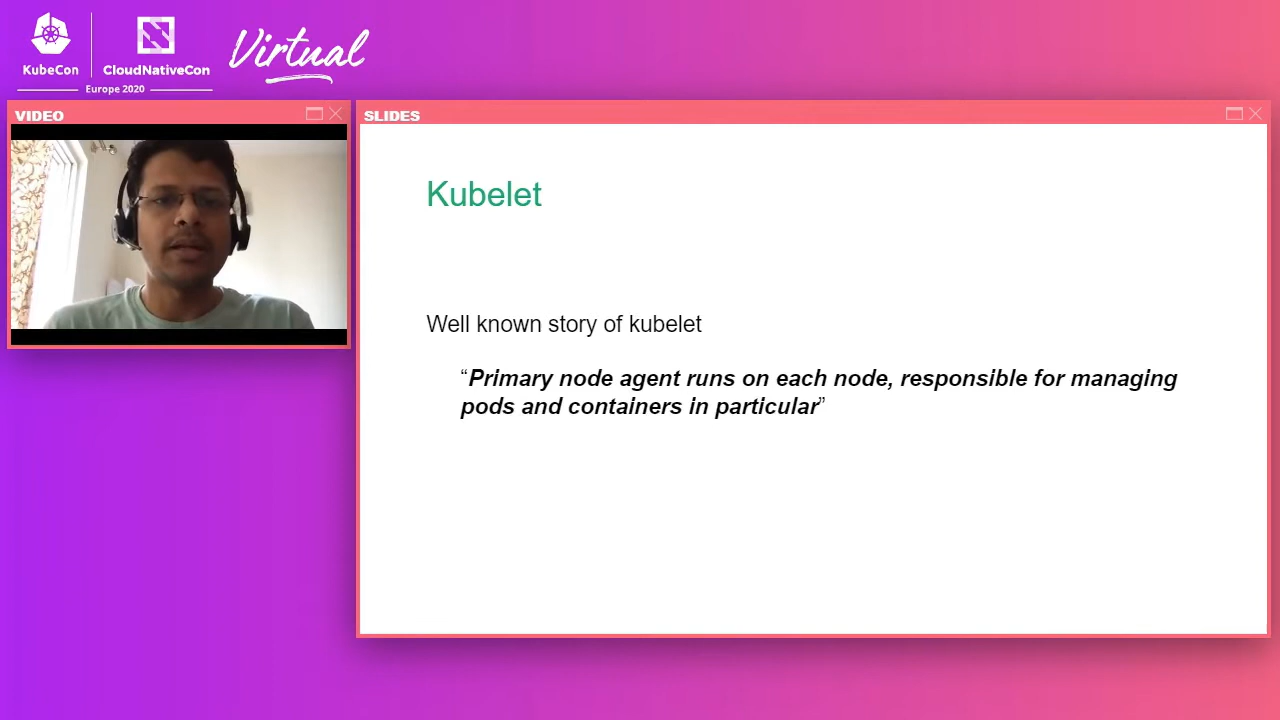 KubeCon
CloudNativeCon
Europe 2020
Virtual
VIDEO
SLIDES
Kubelet
Well known story of kubelet
“Primary node agent runs on each node, responsible for managing
pods and containers in particular”